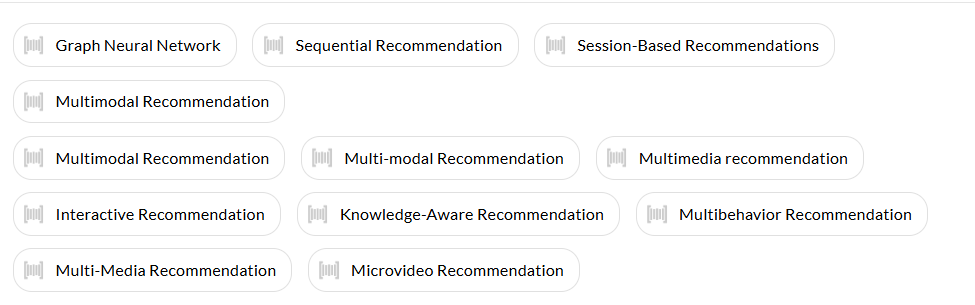 Graph Neural Network Sequential Recommendation Session-Based Recommendations
Multimodal Recommendation
Multimodal Recommendation Multi-modal Recommendation Multimedia recommendation
Interactive Recommendation Knowledge-Aware Recommendation Multibehavior Recommendation
Multi-Media Recommendation Microvideo Recommendation